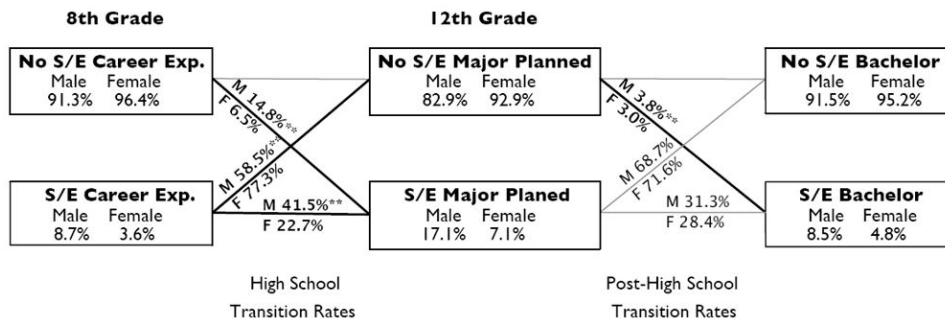 8th Grade
12th Grade
No S/E Career Exp.
Male Female
91.3% 96.4%
No S/E Major Planned
Male Female
82.9% 92.9%
No S/E Bachelor
Male Female
91.5% 95.2%
M 14.8%**
F 6.5%
M 58.5%**
F 77.3%
M 41.5%**
F 22.7%
M 3.8%**
F 3.0%
M 68.7%
F 71.6%
M 31.3%
F 28.4%
S/E Career Exp.
Male Female
8.7% 3.6%
S/E Major Planed
Male Female
17.1% 7.1%
S/E Bachelor
Male Female
8.5% 4.8%
High School
Transition Rates
Post-High School
Transition Rates